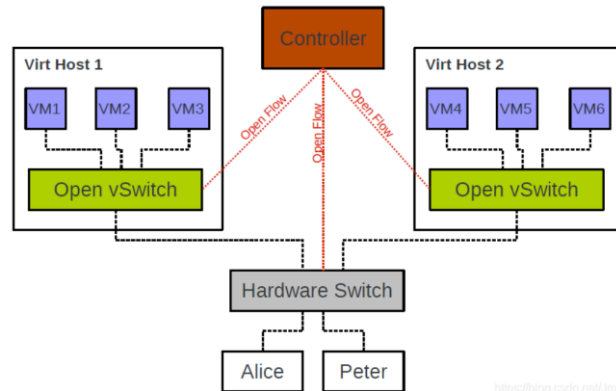 Controller
Virt Host 1
Virt Host 2
VM1
VM2
VM3
VM4
VM5
VM6
Open Flow
Open Flow
Open Flow
Open vSwitch
Open vSwitch
Hardware Switch
Alice
Peter